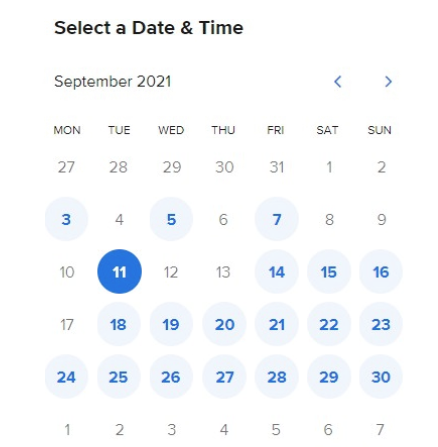 Select a Date & Time
September 2021
MON TUE WED THU FRI SAT SUN
27 28 29 30 31 1 2
3 4 5 6 7 8 9
10 11 12 13 14 15 16
17 18 19 20 21 22 23
24 25 26 27 28 29 30
1 2 3 4 5 6 7